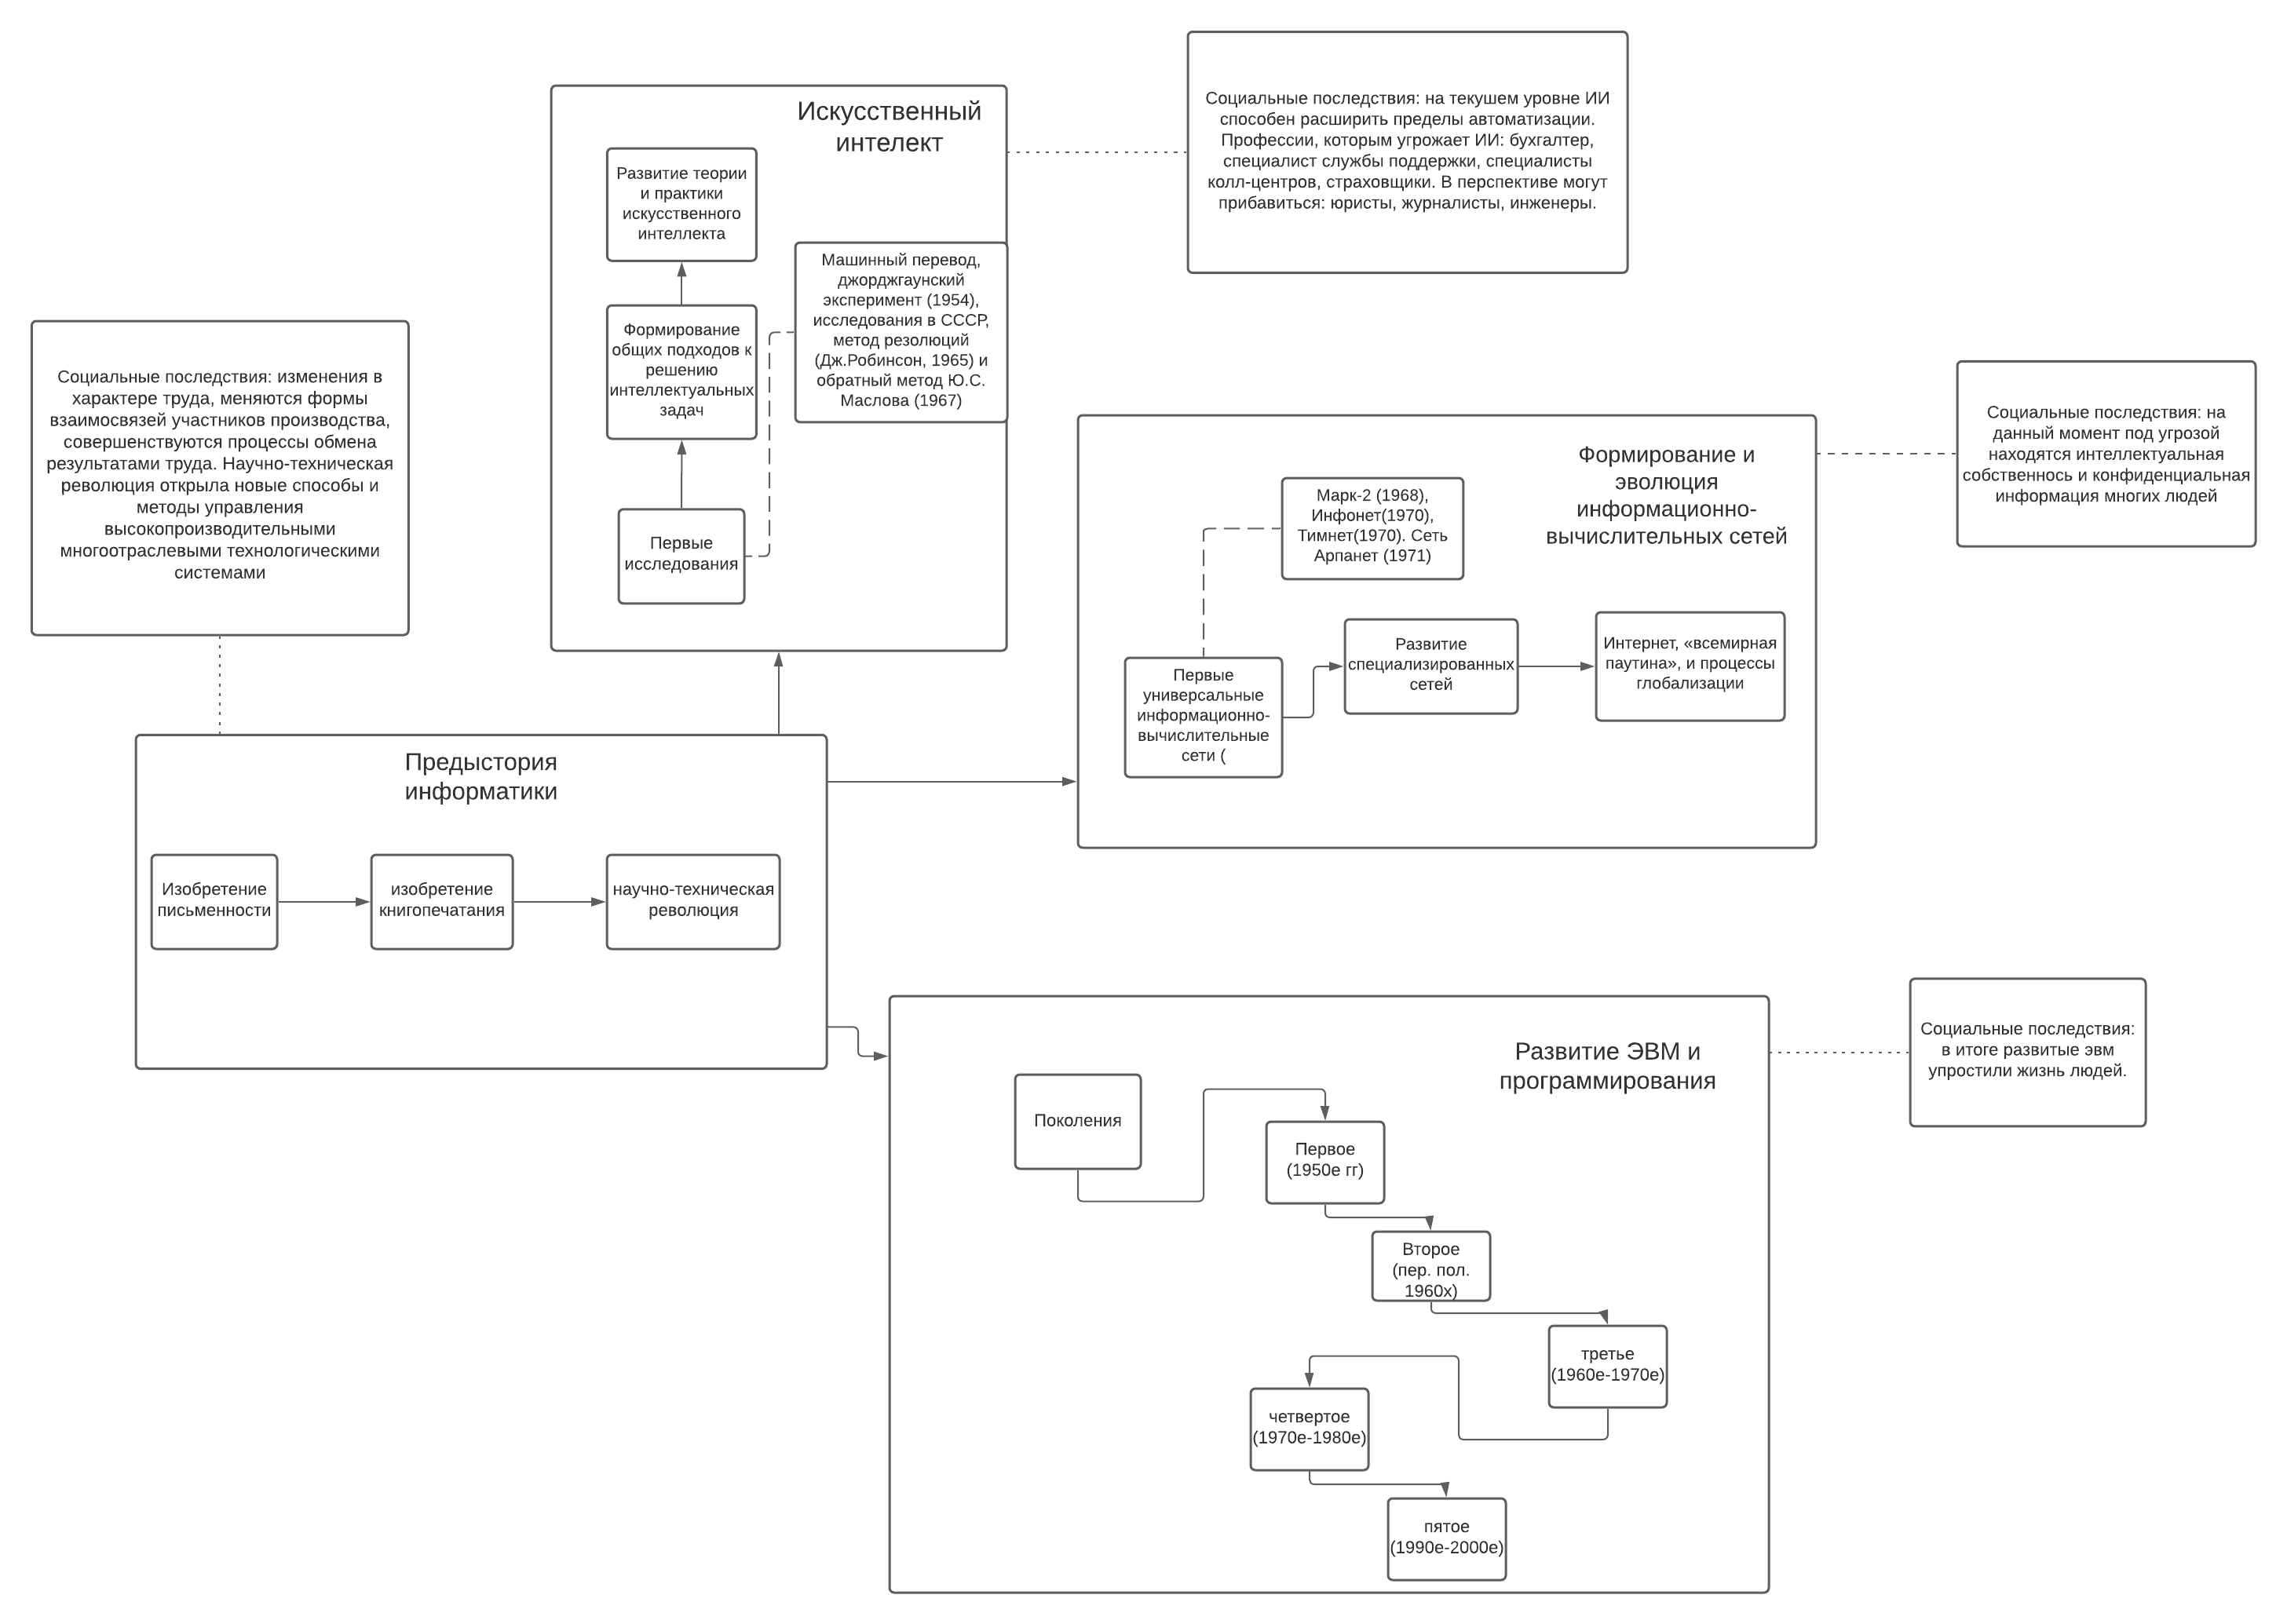 Социальные последствия: на текушем уровне ИИ
способен расширить пределы автоматизации.
Профессии, которым угрожает ИИ: бухгалтер,
специалист службы поддержки, специалисты
колл-центров, страховщики. В перспективе могут
прибавиться: юристы, журналисты, инженеры.
Искусственный
интелект
Развитие теории
и практики
искусственного
интеллекта
Машинный перевод,
джорджгаунский
эксперимент (1954),
исследования в СССР,
метод резолюций
(Дж.Робинсон, 1965) и
обратный метод Ю.С.
Маслова (1967)
Формирование
общих подходов к
решению
интеллектуальных
задач
Первые
исследования
Социальные последствия: изменения в
характере труда, меняются формы
взаимосвязей участников производства,
совершенствуются процессы обмена
результатами труда. Научно-техническая
революция открыла новые способы и
методы управления
высокопроизводительными
многоотраслевыми технологическими
системами
Социальные последствия: на
данный момент под угрозой
находятся интеллектуальная
собственнось и конфиденциальная
информация многих людей
Формирование и
эволюция
информационно-
вычислительных сетей
Марк-2 (1968),
Инфонет(1970),
Тимнет(1970). Сеть
Арпанет (1971)
Первые
универсальные
информационно-
вычислительные
сети (
Развитие
специализированных
сетей
Интернет, «всемирная
паутина», и процессы
глобализации
Предыстория
информатики
Изобретение
письменности
изобретение
книгопечатания
научно-техническая
революция
Развитие ЭВМ и
программирования
Социальные последствия:
в итоге развитые эвм
упростили жизнь людей.
Поколения
Первое
(1950е гг)
Второе
(пер. пол.
1960х)
третье
(1960е-1970е)
четвертое
(1970е-1980е)
пятое
(1990е-2000е)